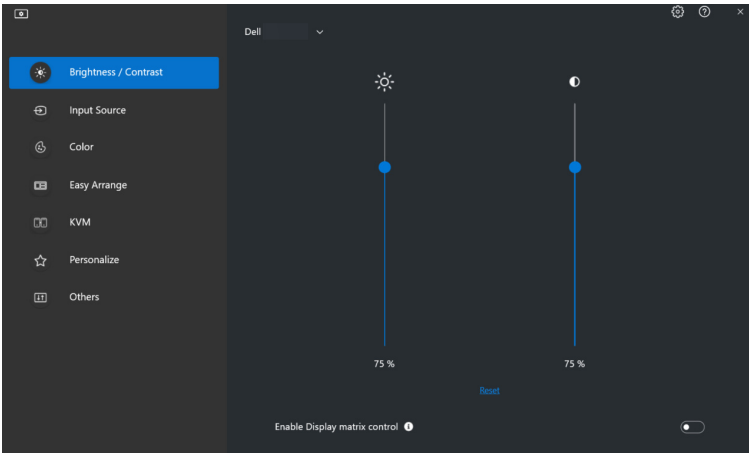 Dell
Brightness / Contrast
Input Source
Color
Easy Arrange
KVM
Personalize
Others
75 %
75 %
Reset
Enable Display matrix control